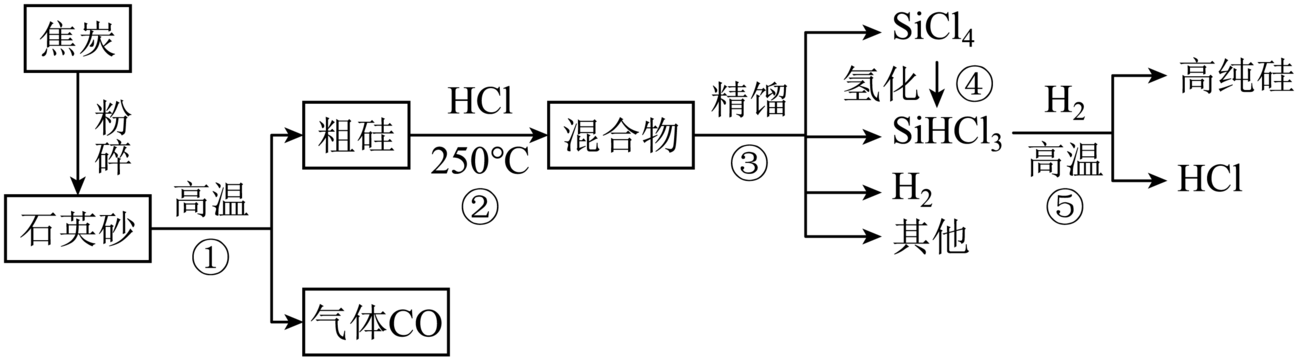 焦炭
粉碎
石英砂
高温
①
粗硅
气体CO
HCl
250℃
②
混合物
精馏
③
SiCl₄
氢化
④
SiHCl₃
H₂
其他
H₂
高温
⑤
高纯硅
HCl